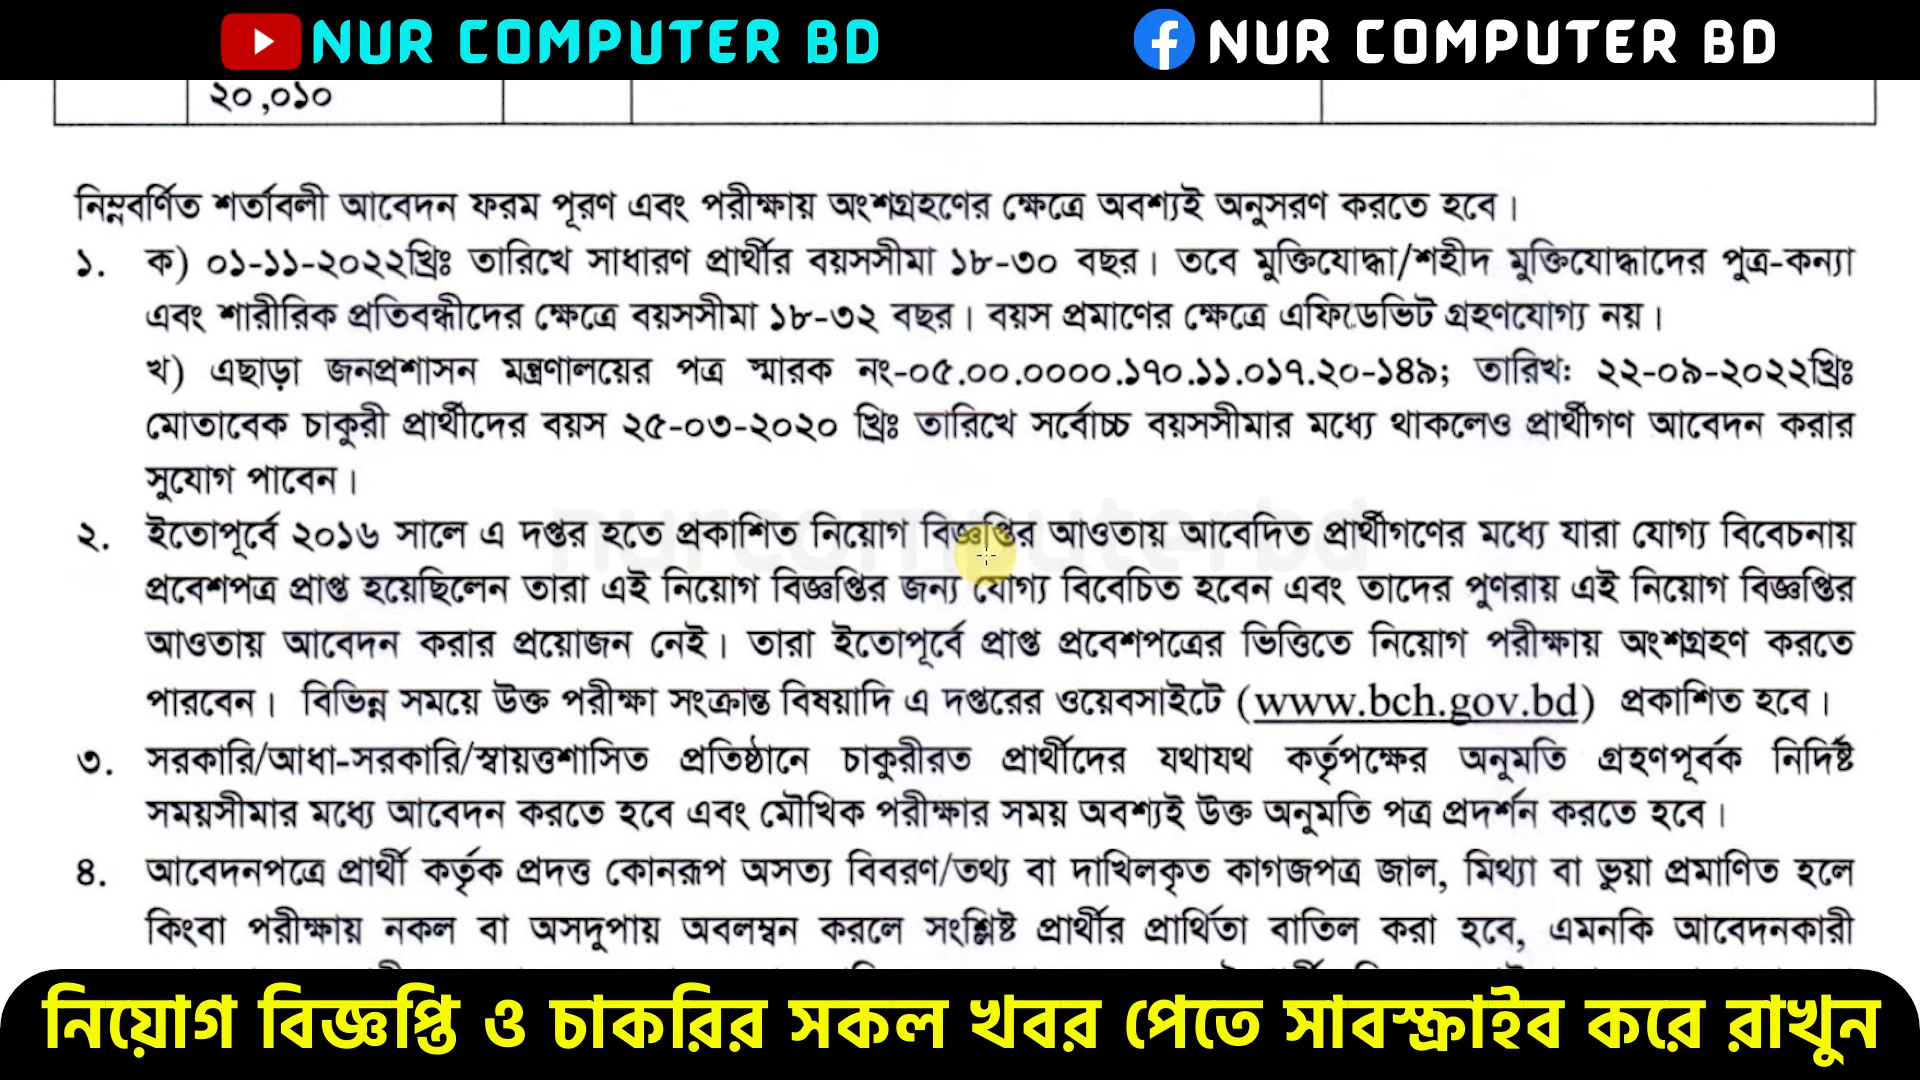 NUR COMPUTER BD NUR COMPUTER BD
২০,০১০
নিম্নবর্ণিত শর্তাবলী আবেদন ফরম পূরণ এবং পরীক্ষায় অংশগ্রহণের ক্ষেত্রে অবশ্যই অনুসরণ করতে হবে।
১. ক) ০১-১১-২০২২খ্রিঃ তারিখে সাধারণ প্রার্থীর বয়সসীমা ১৮-৩০ বছর। তবে মুক্তিযোদ্ধা/শহীদ মুক্তিযোদ্ধাদের পুত্র-কন্যা
এবং শারীরিক প্রতিবন্ধীদের ক্ষেত্রে বয়সসীমা ১৮-৩২ বছর। বয়স প্রমাণের ক্ষেত্রে এফিডেভিট গ্রহণযোগ্য নয়।
খ) এছাড়া জনপ্রশাসন মন্ত্রণালয়ের পত্র স্মারক নং-০৫.০০.০০০০.১৭০.১১.০১৭.২০-১৪৯; তারিখ: ২২-০৯-২০২২খ্রিঃ
মোতাবেক চাকুরী প্রার্থীদের বয়স ২৫-০৩-২০২০ খ্রিঃ তারিখে সর্বোচ্চ বয়সসীমার মধ্যে থাকলেও প্রার্থীগণ আবেদন করার
সুযোগ পাবেন।
nurcomputerbd
২. ইতোপূর্বে ২০১৬ সালে এ দপ্তর হতে প্রকাশিত নিয়োগ বিজ্ঞপ্তির আওতায় আবেদিত প্রার্থীগণের মধ্যে যারা যোগ্য বিবেচনায়
প্রবেশপত্র প্রাপ্ত হয়েছিলেন তারা এই নিয়োগ বিজ্ঞপ্তির জন্য যোগ্য বিবেচিত হবেন এবং তাদের পুণরায় এই নিয়োগ বিজ্ঞপ্তির
আওতায় আবেদন করার প্রয়োজন নেই। তারা ইতোপূর্বে প্রাপ্ত প্রবেশপত্রের ভিত্তিতে নিয়োগ পরীক্ষায় অংশগ্রহণ করতে
পারবেন। বিভিন্ন সময়ে উক্ত পরীক্ষা সংক্রান্ত বিষয়াদি এ দপ্তরের ওয়েবসাইটে (www.bch.gov.bd) প্রকাশিত হবে।
৩. সরকারি/আধা-সরকারি/স্বায়ত্তশাসিত প্রতিষ্ঠানে চাকুরীরত প্রার্থীদের যথাযথ কর্তৃপক্ষের অনুমতি গ্রহণপূর্বক নির্দিষ্ট
সময়সীমার মধ্যে আবেদন করতে হবে এবং মৌখিক পরীক্ষার সময় অবশ্যই উক্ত অনুমতি পত্র প্রদর্শন করতে হবে।
৪. আবেদনপত্রে প্রার্থী কর্তৃক প্রদত্ত কোনরূপ অসত্য বিবরণ/তথ্য বা দাখিলকৃত কাগজপত্র জাল, মিথ্যা বা ভুয়া প্রমাণিত হলে
কিংবা পরীক্ষায় নকল বা অসদুপায় অবলম্বন করলে সংশ্লিষ্ট প্রার্থীর প্রার্থিতা বাতিল করা হবে, এমনকি আবেদনকারী
নিয়োগ বিজ্ঞপ্তি ও চাকরির সকল খবর পেতে সাবস্ক্রাইব করে রাখুন